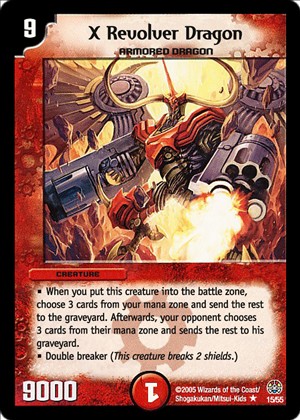 9
X Revolver Dragon
ARMORED DRAGON
CREATURE
▪ When you put this creature into the battle zone,
choose 3 cards from your mana zone and send the rest
to the graveyard. Afterwards, your opponent chooses
3 cards from their mana zone and sends the rest to his
graveyard.
▪ Double breaker (This creature breaks 2 shields.)
9000
1
©2005 Wizards of the Coast/
Shogakukan/Mitsui-Kids ★
15/55